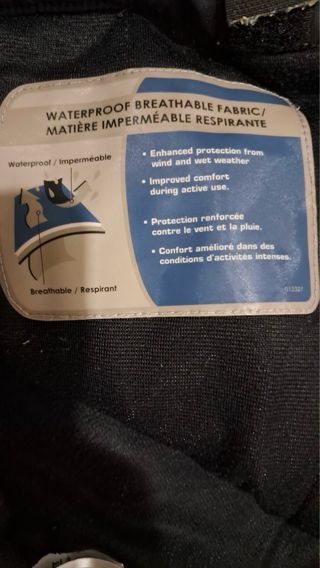 WATERPROOF BREATHABLE FABRIC/
MATIÈRE IMPERMÉABLE RESPIRANTE
Waterproof / Imperméable
Breathable / Respirant
• Enhanced protection from
wind and wet weather
• Improved comfort
during active use.
• Protection renforcée
contre le vent et la pluie.
• Confort amélioré dans des
conditions d'activités intenses.